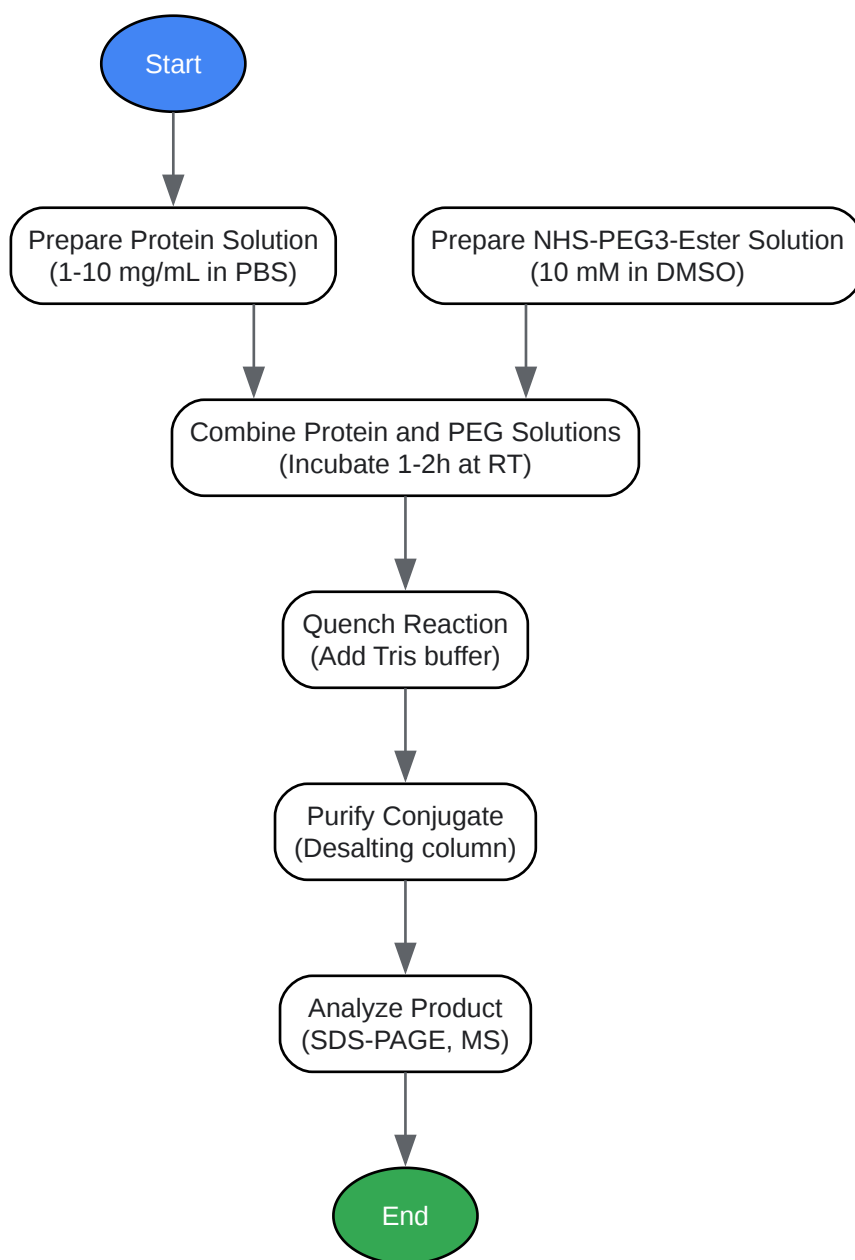 Start
Prepare Protein Solution
(1-10 mg/mL in PBS)
Prepare NHS-PEG3-Ester Solution
(10 mM in DMSO)
Combine Protein and PEG Solutions
(Incubate 1-2h at RT)
Quench Reaction
(Add Tris buffer)
Purify Conjugate
(Desalting column)
Analyze Product
(SDS-PAGE, MS)
End